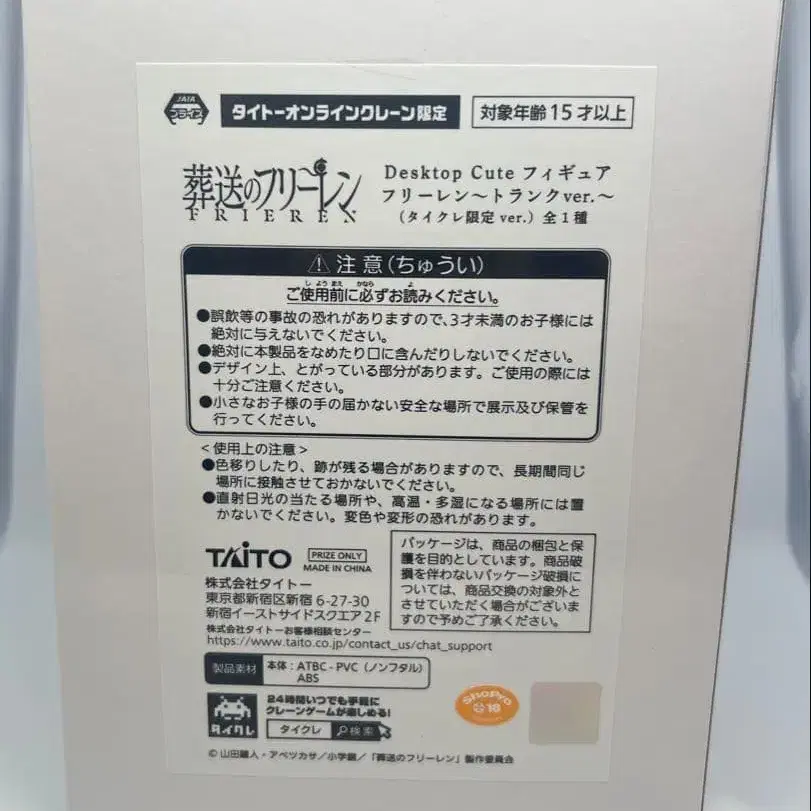 JAIA
プライズ
タイトーオンラインクレーン限定
対象年齢15才以上
葬送のフリーレン
FRIEREN
Desktop Cute フィギュア
フリーレン～トランクver.～
(タイクレ限定 ver.) 全1種
注意(ちゅうい)
ご使用前に必ずお読みください。
●誤飲等の事故の恐れがありますので、3才未満のお子様には
絶対に与えないでください。
●絶対に本製品をなめたり口に含んだりしないでください。
●デザイン上、とがっている部分があります。ご使用の際には
十分ご注意ください。
●小さなお子様の手の届かない安全な場所で展示及び保管を
行ってください。
<使用上の注意>
●色移りしたり、跡が残る場合がありますので、長期間同じ
場所に接触させておかないでください。
●直射日光の当たる場所や、高温・多湿になる場所には置
かないでください。変色や変形の恐れがあります。
TAITO
PRIZE ONLY
MADE IN CHINA
株式会社タイトー
東京都新宿区新宿 6-27-30
新宿イーストサイドスクエア 2F
株式会社タイトーお客様相談センター
https://www.taito.co.jp/contact_us/chat_support
パッケージは、商品の梱包と保
護を目的としています。商品破
損を伴わないパッケージ破損に
ついては、商品交換の対象外と
させていただく場合がございま
すので予めご了承ください。
製品素材
本体:ATBC-PVC(ノンフタル)
ABS
タイクレ
24時間いつでも手軽に
クレーンゲームが楽しめる!
タイクレ
検索
ShoPro
18
© 山田鐘人・アベツカサ/小学館/「葬送のフリーレン」製作委員会